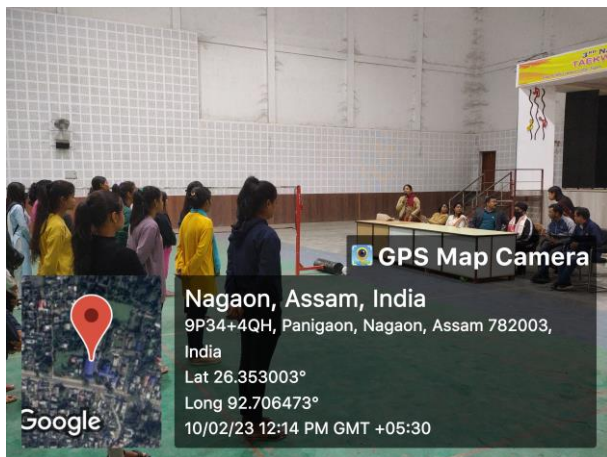 TAEKW
GPS Map Camera
Nagaon, Assam, India
9P34+4QH, Panigaon, Nagaon, Assam 782003,
India
Lat 26.353003°
Long 92.706473°
10/02/23 12:14 PM GMT +05:30
Google